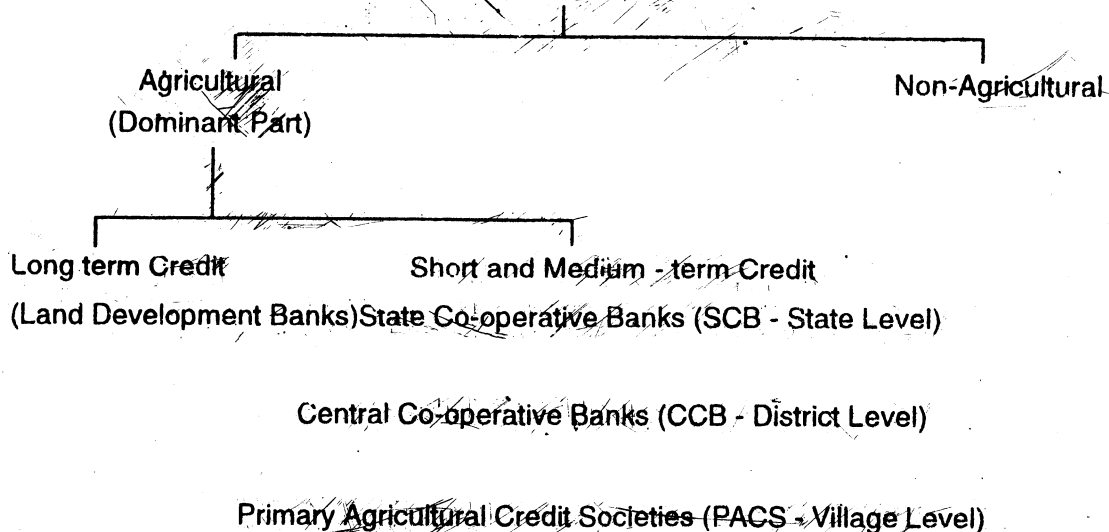 Agricultural
Non-Agricultural
(Dominant Part)
Long term Credit
Short and Medium - term Credit
(Land Development Banks)State Co-operative Banks (SCB - State Level)
Central Co-operative Banks (CCB - District Level)
Primary Agricultural Credit Societies (PACS - Village Level)